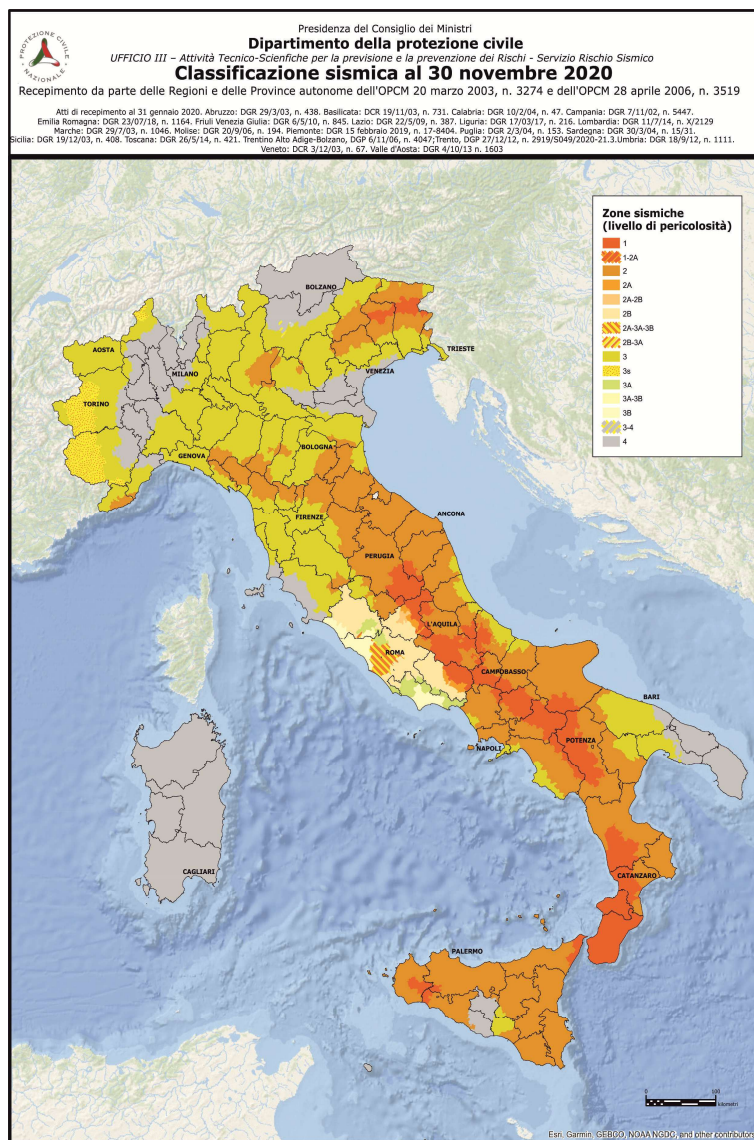 PROTEZIONE CIVILE
NAZIONALE
Presidenza del Consiglio dei Ministri
Dipartimento della protezione civile
UFFICIO III – Attività Tecnico-Scienfiche per la previsione e la prevenzione dei Rischi - Servizio Rischio Sismico
Classificazione sismica al 30 novembre 2020
Recepimento da parte delle Regioni e delle Province autonome dell'OPCM 20 marzo 2003, n. 3274 e dell'OPCM 28 aprile 2006, n. 3519
Atti di recepimento al 31 gennaio 2020. Abruzzo: DGR 29/3/03, n. 438. Basilicata: DCR 19/11/03, n. 731. Calabria: DGR 10/2/04, n. 47. Campania: DGR 7/11/02, n. 5447.
Emilia Romagna: DGR 23/07/18, n. 1164. Friuli Venezia Giulia: DGR 6/5/10, n. 845. Lazio: DGR 22/5/09, n. 387. Liguria: DGR 17/03/17, n. 216. Lombardia: DGR 11/7/14, n. X/2129
Marche: DGR 29/7/03, n. 1046. Molise: DGR 20/9/06, n. 194. Piemonte: DGR 15 febbraio 2019, n. 17-8404. Puglia: DGR 2/3/04, n. 153. Sardegna: DGR 30/3/04, n. 15/31.
Sicilia: DGR 19/12/03, n. 408. Toscana: DGR 26/5/14, n. 421. Trentino Alto Adige-Bolzano, DGP 6/11/06, n. 4047;Trento, DGP 27/12/12, n. 2919/S049/2020-21.3.Umbria: DGR 18/9/12, n. 1111.
Veneto: DCR 3/12/03, n. 67. Valle d'Aosta: DGR 4/10/13 n. 1603
Zone sismiche
(livello di pericolosità)
1
1-2A
2
2A
2A-2B
2B
2A-3A-3B
2B-3A
3
3s
3A
3A-3B
3B
3-4
4
BOLZANO
AOSTA
MILANO
TRIESTE
VENEZIA
TORINO
BOLOGNA
GENOVA
FIRENZE
ANCONA
PERUGIA
L'AQUILA
ROMA
CAMPOBASSO
BARI
NAPOLI
POTENZA
CAGLIARI
CATANZARO
PALERMO
0
100
kilometri
Esri, Garmin, GEBCO, NOAA NGDC, and other contributors